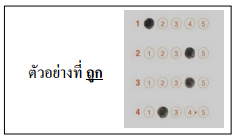 ตัวอย่างที่ ถูก
1 ② ③ ④ ⑤
2 ① ② ③ ⑤
3 ① ② ③ ⑤
4 ① ③ ④ ⑤